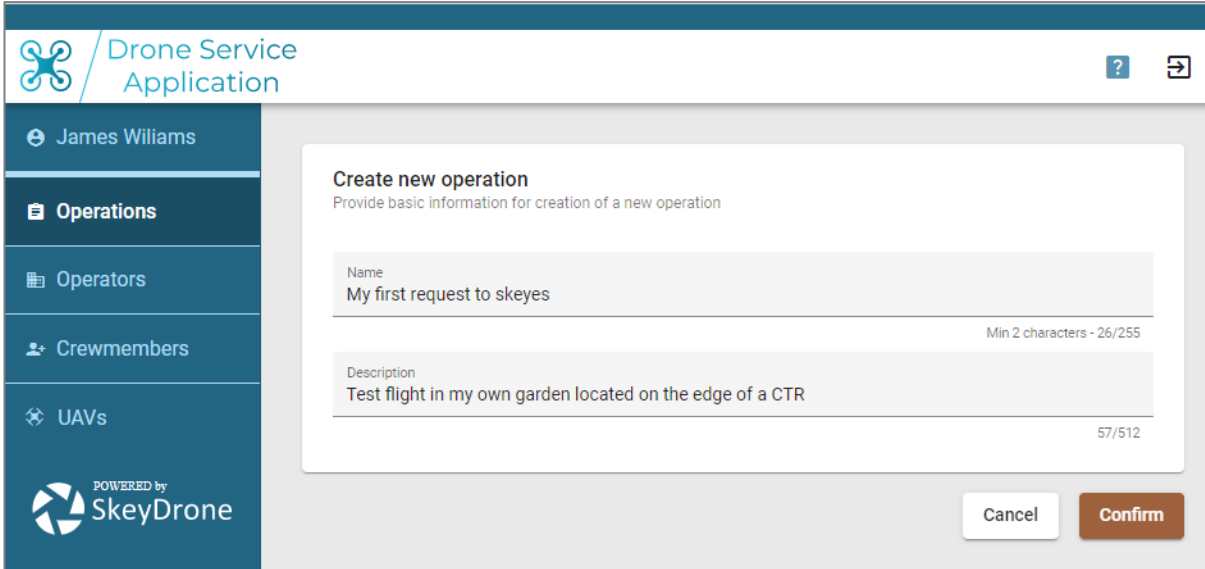 Drone Service
Application
?
James Wiliams
Operations
Operators
Crewmembers
UAVs
POWERED by
SkeyDrone
Create new operation
Provide basic information for creation of a new operation
Name
My first request to skeyes
Min 2 characters - 26/255
Description
Test flight in my own garden located on the edge of a CTR
57/512
Cancel
Confirm